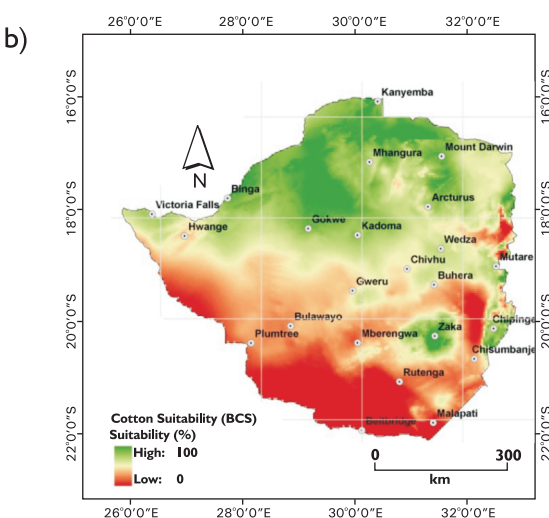 b)
26°0'0"E 28°0'0"E 30°0'0"E 32°0'0"E
16°0'0"S
16°0'0"S
Kanyemba
Mhangura
Mount Darwin
N
Binga
Victoria Falls
Arcturus
18°0'0"S
18°0'0"S
Hwange
Gokwe
Kadoma
Wedza
Chivhu
Mutare
Gweru
Buhera
20°0'0"S
20°0'0"S
Bulawayo
Plumtree
Mberengwa
Zaka
Chipinge
Chisumbanje
Rutenga
Malapati
Beitbridge
22°0'0"S
22°0'0"S
Cotton Suitability (BCS)
Suitability (%)
High: 100
Low: 0
0 300
km
26°0'0"E 28°0'0"E 30°0'0"E 32°0'0"E